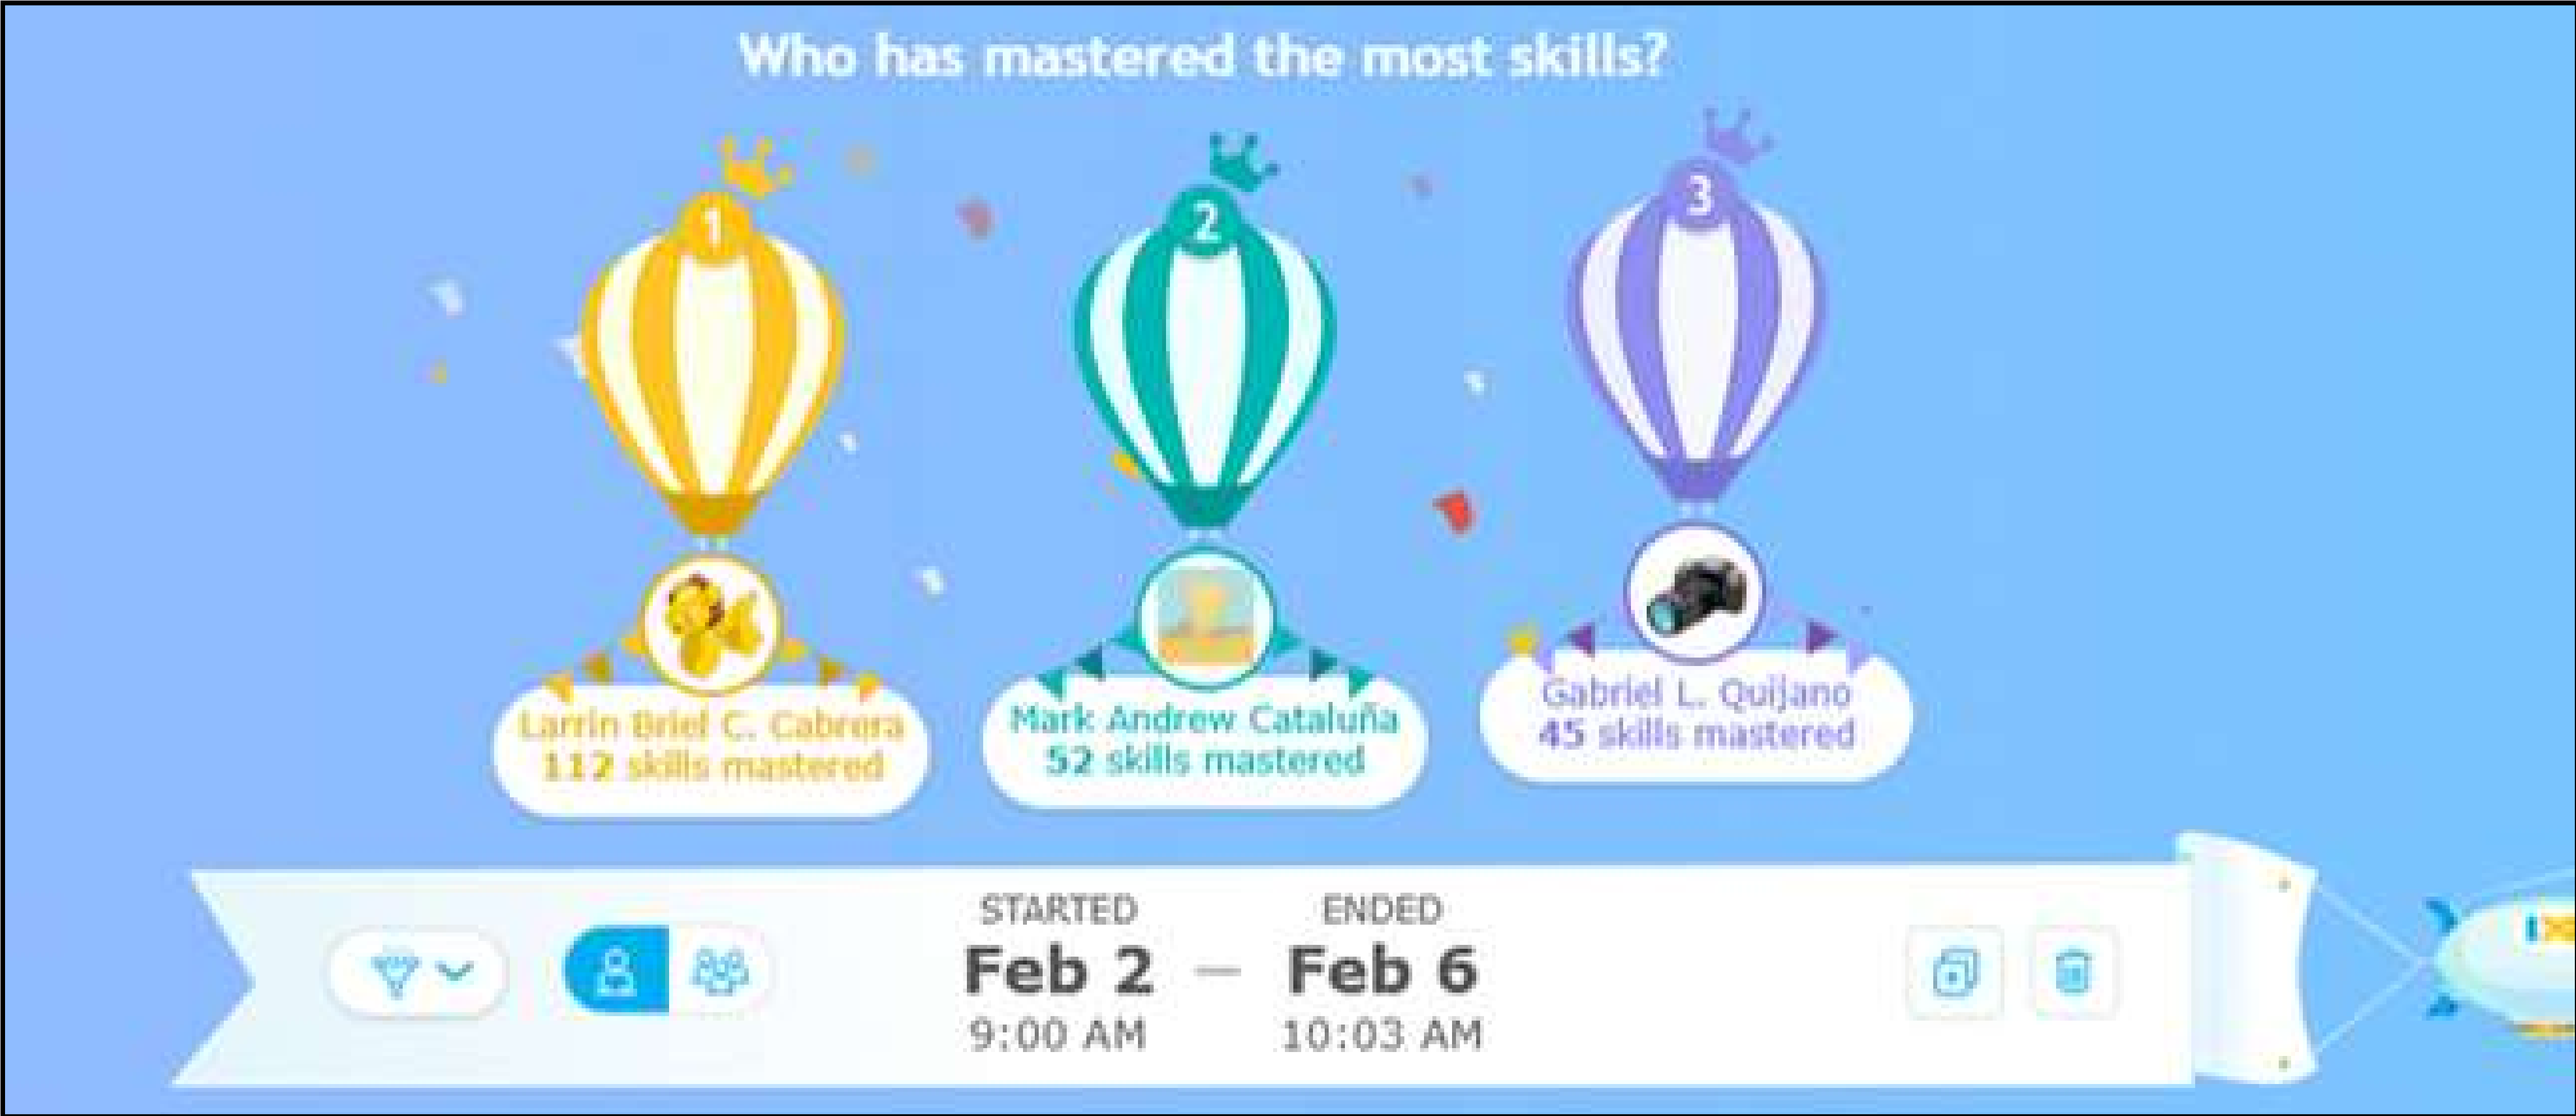 Who has mastered the most skills?
1
2
3
Larrin Briel C. Cabrera
112 skills mastered
Mark Andrew Cataluña
52 skills mastered
Gabriel L. Quijano
45 skills mastered
STARTED
Feb 2
9:00 AM
—
ENDED
Feb 6
10:03 AM
IX